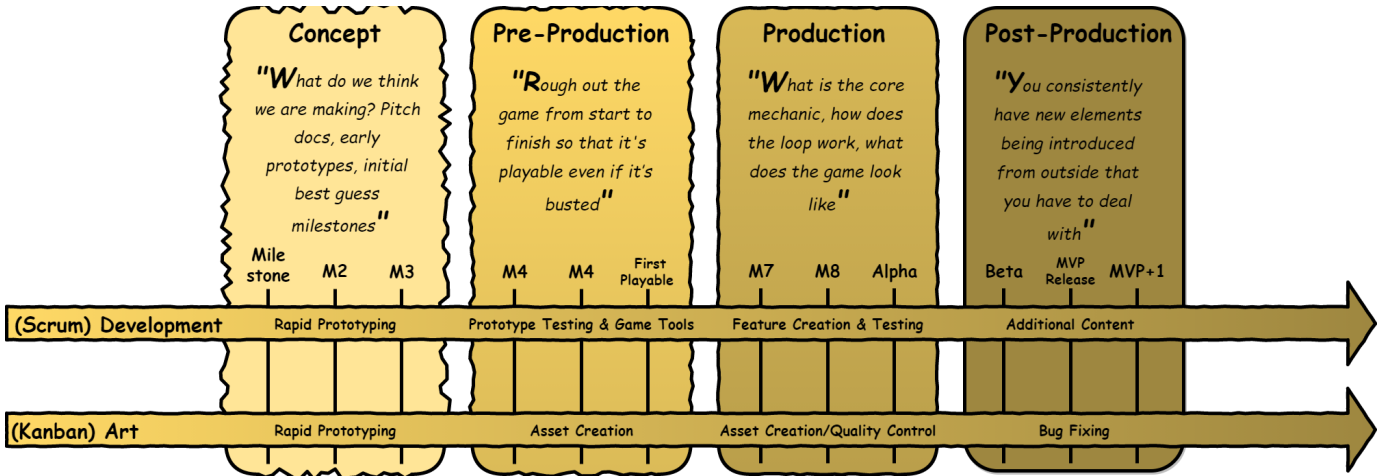 Concept
"What do we think
we are making? Pitch
docs, early
prototypes, initial
best guess
milestones"
Mile
stone
M2
M3
Pre-Production
"Rough out the
game from start to
finish so that it's
playable even if it's
busted"
M4
M4
First
Playable
Production
"What is the core
mechanic, how does
the loop work, what
does the game look
like"
M7
M8
Alpha
Post-Production
"You consistently
have new elements
being introduced
from outside that
you have to deal
with"
Beta
MVP
Release
MVP+1
(Scrum) Development
Rapid Prototyping
Prototype Testing & Game Tools
Feature Creation & Testing
Additional Content
(Kanban) Art
Rapid Prototyping
Asset Creation
Asset Creation/Quality Control
Bug Fixing